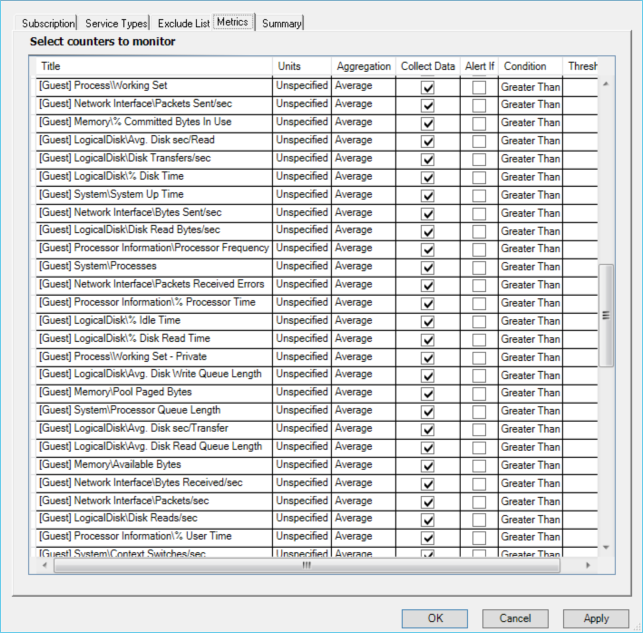 Subscription Service Types Exclude List Metrics Summary
Select counters to monitor
Title Units Aggregation Collect Data Alert If Condition Thresh
[Guest] Process\Working Set Unspecified Average Greater Than
[Guest] Network Interface\Packets Sent/sec Unspecified Average Greater Than
[Guest] Memory\% Committed Bytes In Use Unspecified Average Greater Than
[Guest] LogicalDisk\Avg. Disk sec/Read Unspecified Average Greater Than
[Guest] LogicalDisk\Disk Transfers/sec Unspecified Average Greater Than
[Guest] LogicalDisk\% Disk Time Unspecified Average Greater Than
[Guest] System\System Up Time Unspecified Average Greater Than
[Guest] Network Interface\Bytes Sent/sec Unspecified Average Greater Than
[Guest] LogicalDisk\Disk Read Bytes/sec Unspecified Average Greater Than
[Guest] Processor Information\Processor Frequency Unspecified Average Greater Than
[Guest] System\Processes Unspecified Average Greater Than
[Guest] Network Interface\Packets Received Errors Unspecified Average Greater Than
[Guest] Processor Information\% Processor Time Unspecified Average Greater Than
[Guest] LogicalDisk\% Idle Time Unspecified Average Greater Than
[Guest] LogicalDisk\% Disk Read Time Unspecified Average Greater Than
[Guest] Process\Working Set - Private Unspecified Average Greater Than
[Guest] LogicalDisk\Avg. Disk Write Queue Length Unspecified Average Greater Than
[Guest] Memory\Pool Paged Bytes Unspecified Average Greater Than
[Guest] System\Processor Queue Length Unspecified Average Greater Than
[Guest] LogicalDisk\Avg. Disk sec/Transfer Unspecified Average Greater Than
[Guest] LogicalDisk\Avg. Disk Read Queue Length Unspecified Average Greater Than
[Guest] Memory\Available Bytes Unspecified Average Greater Than
[Guest] Network Interface\Bytes Received/sec Unspecified Average Greater Than
[Guest] Network Interface\Packets/sec Unspecified Average Greater Than
[Guest] LogicalDisk\Disk Reads/sec Unspecified Average Greater Than
[Guest] Processor Information\% User Time Unspecified Average Greater Than
[Guest] System\Context Switches/sec Unspecified Average Greater Than
OK Cancel Apply